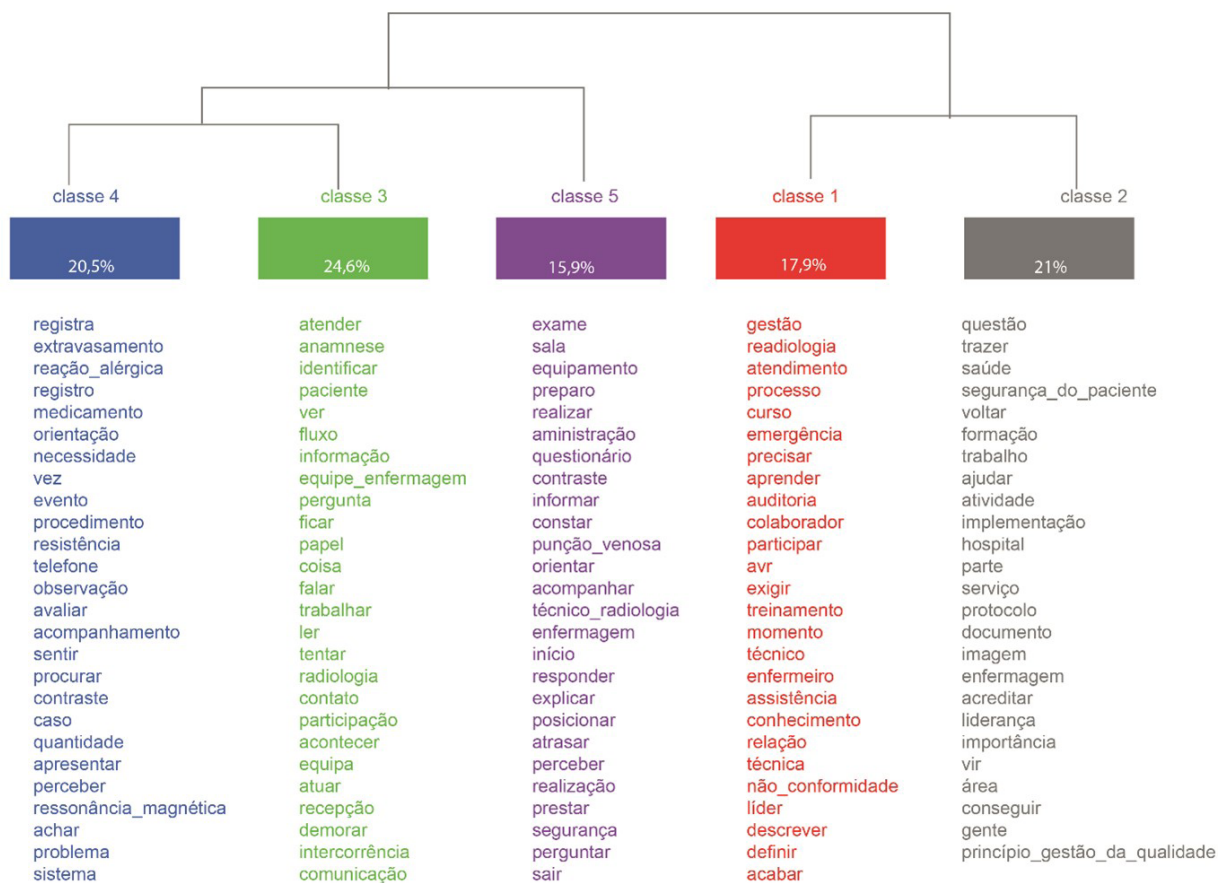 classe 4
classe 3
classe 5
classe 1
classe 2
20,5%
24,6%
15,9%
17,9%
21%
registra
extravasamento
reação_alérgica
registro
medicamento
orientação
necessidade
vez
evento
procedimento
resistência
telefone
observação
avaliar
acompanhamento
sentir
procurar
contraste
caso
quantidade
apresentar
perceber
ressonância_magnética
achar
problema
sistema
atender
anamnese
identificar
paciente
ver
fluxo
informação
equipe_enfermagem
pergunta
ficar
papel
coisa
falar
trabalhar
ler
tentar
radiologia
contato
participação
acontecer
equipa
atuar
recepção
demorar
intercorrência
comunicação
exame
sala
equipamento
preparo
realizar
aministração
questionário
contraste
informar
constar
punção_venosa
orientar
acompanhar
técnico_radiologia
enfermagem
início
responder
explicar
posicionar
atrasar
perceber
realização
prestar
segurança
perguntar
sair
gestão
readiologia
atendimento
processo
curso
emergência
precisar
aprender
auditoria
colaborador
participar
avr
exigir
treinamento
momento
técnico
enfermeiro
assistência
conhecimento
relação
técnica
não_conformidade
líder
descrever
definir
acabar
questão
trazer
saúde
segurança_do_paciente
voltar
formação
trabalho
ajudar
atividade
implementação
hospital
parte
serviço
protocolo
documento
imagem
enfermagem
acreditar
liderança
importância
vir
área
conseguir
gente
princípio_gestão_da_qualidade